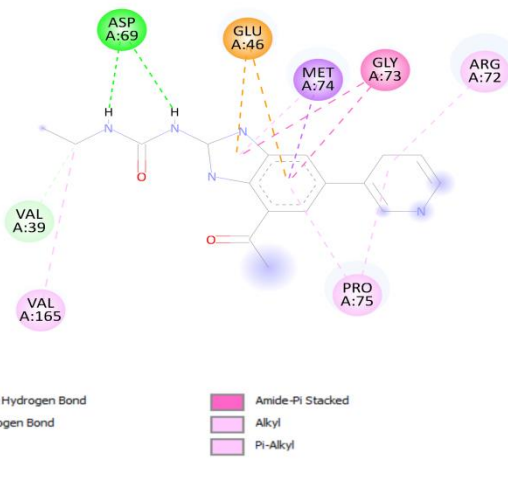 ASP
A:69
GLU
A:46
MET
A:74
GLY
A:73
ARG
A:72
H
H
N
N
N
N
O
VAL
A:39
O
N
VAL
A:165
PRO
A:75
Hydrogen Bond
Amide-Pi Stacked
ogen Bond
Alkyl
Pi-Alkyl